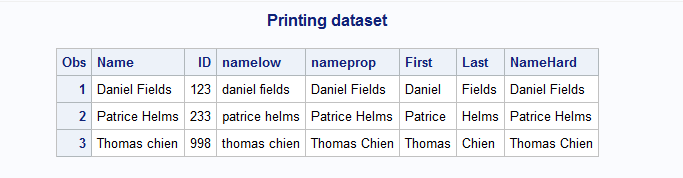 Printing dataset
Obs Name ID namelow nameprop First Last NameHard
1 Daniel Fields 123 daniel fields Daniel Fields Daniel Fields Daniel Fields
2 Patrice Helms 233 patrice helms Patrice Helms Patrice Helms Patrice Helms
3 Thomas chien 998 thomas chien Thomas Chien Thomas Chien Thomas Chien